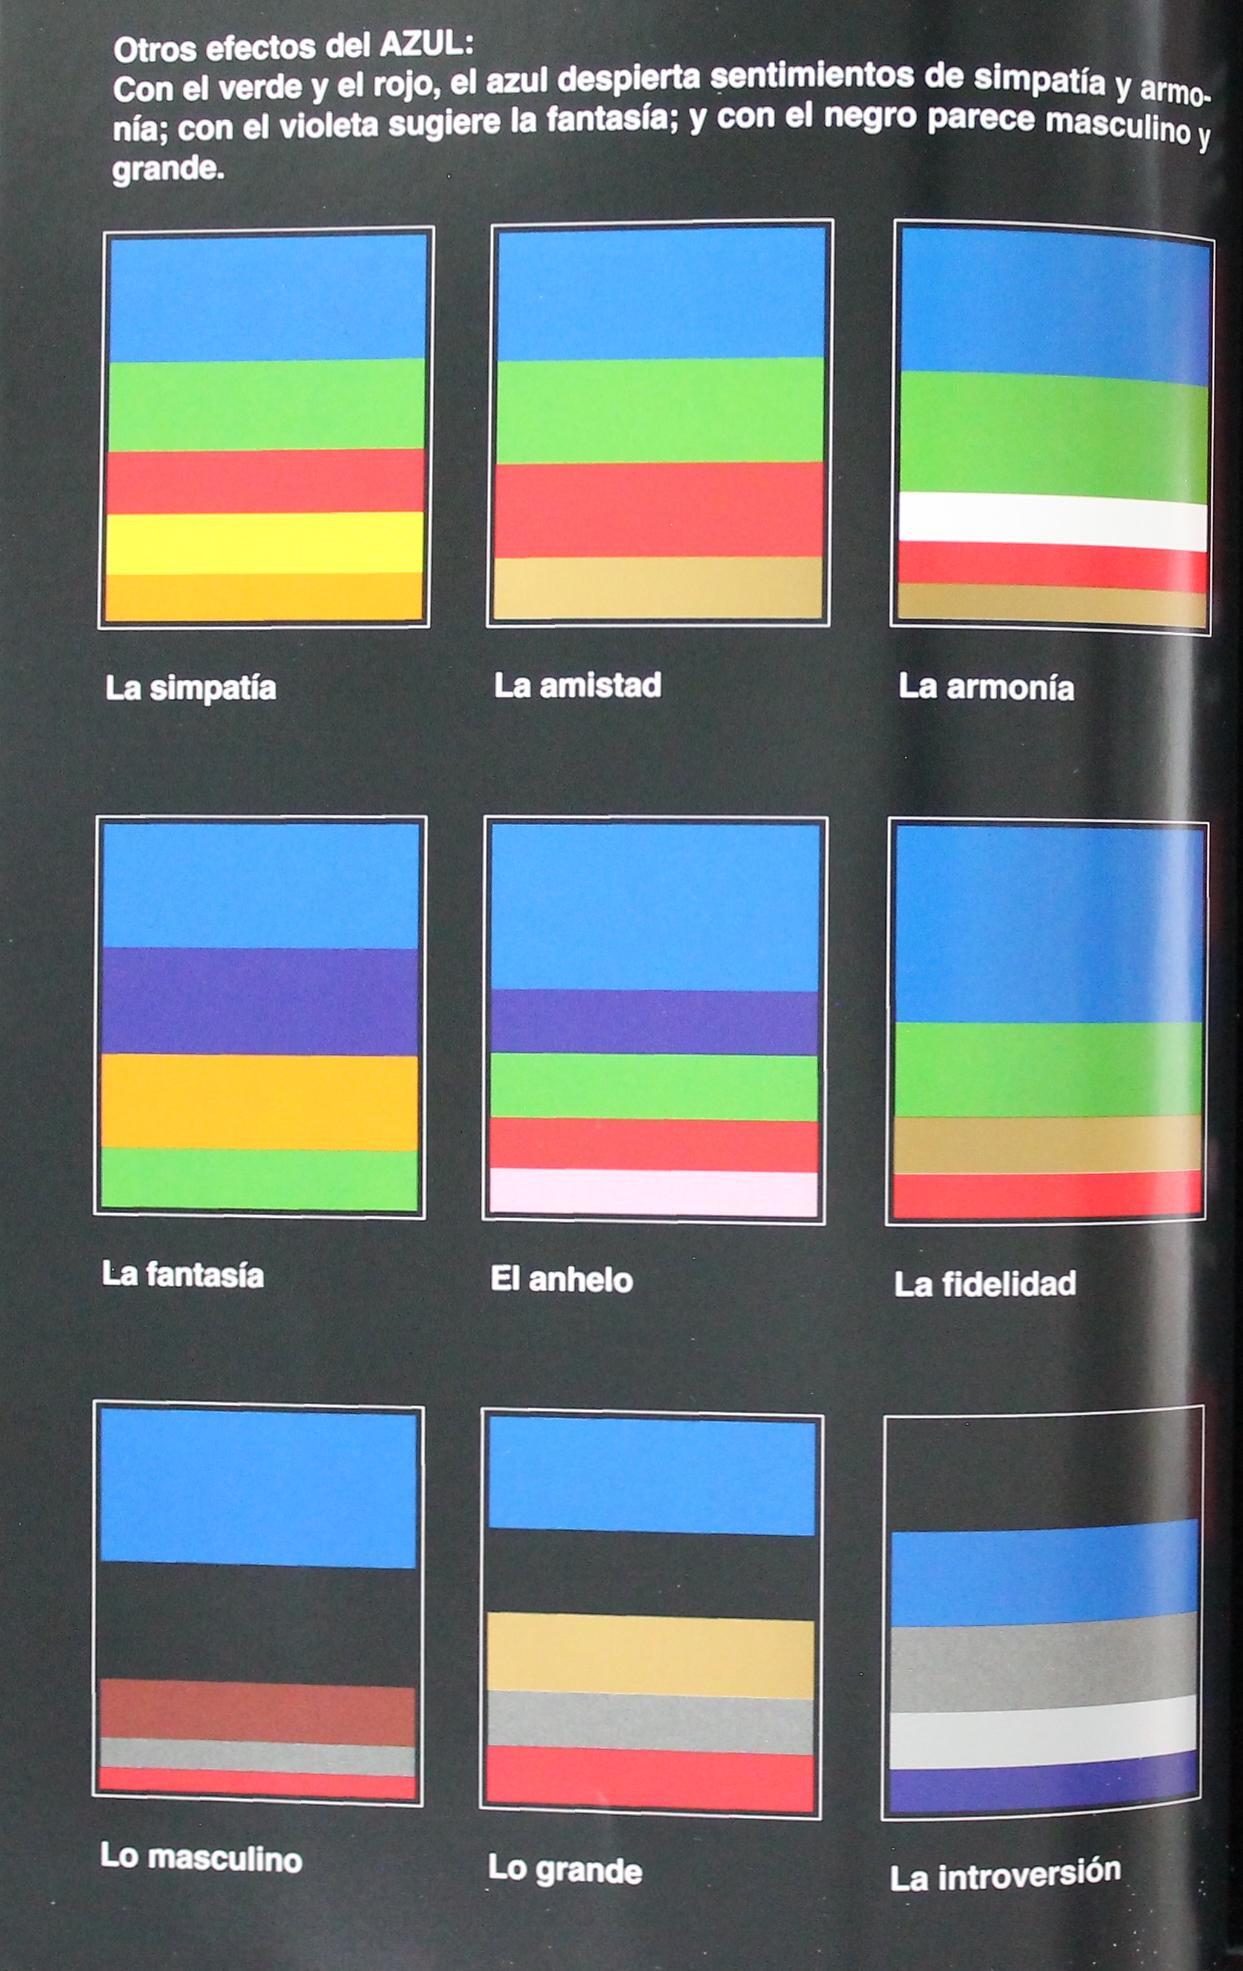 Otros efectos del AZUL:
Con el verde y el rojo, el azul despierta sentimientos de simpatía y armo-
nía; con el violeta sugiere la fantasía; y con el negro parece masculino y
grande.
La simpatía
La amistad
La armonía
La fantasía
El anhelo
La fidelidad
Lo masculino
Lo grande
La introversión